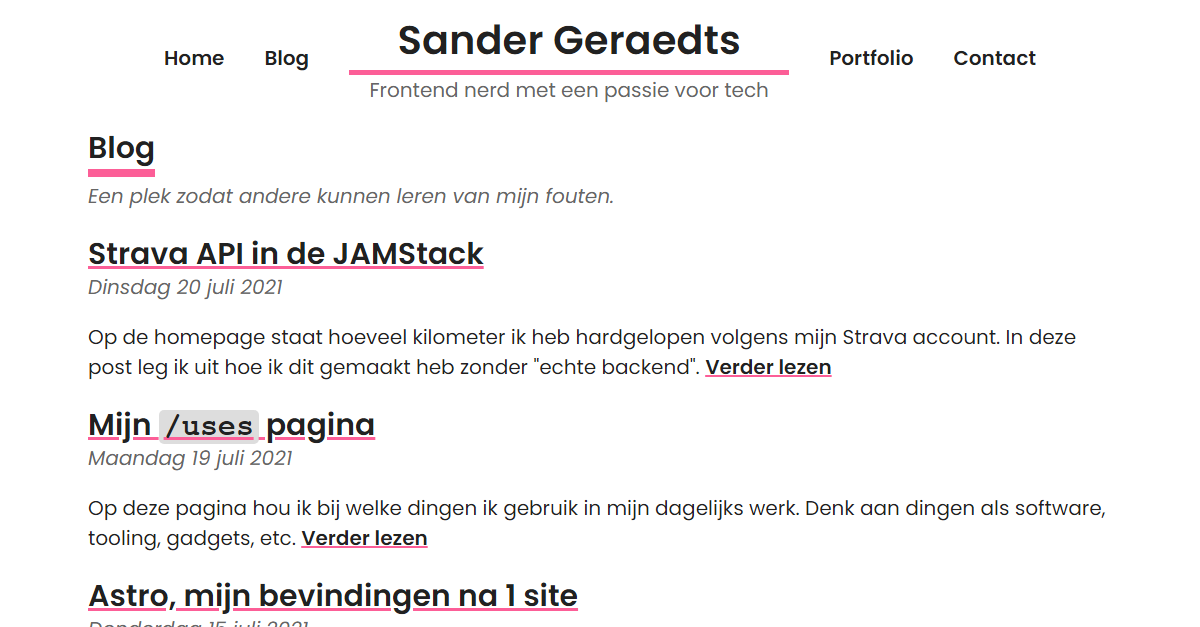 Home Blog Sander Geraedts Portfolio Contact
Frontend nerd met een passie voor tech
Blog
Een plek zodat andere kunnen leren van mijn fouten.
Strava API in de JAMStack
Dinsdag 20 juli 2021
Op de homepage staat hoeveel kilometer ik heb hardgelopen volgens mijn Strava account. In deze
post leg ik uit hoe ik dit gemaakt heb zonder "echte backend". Verder lezen
Mijn /uses pagina
Maandag 19 juli 2021
Op deze pagina hou ik bij welke dingen ik gebruik in mijn dagelijks werk. Denk aan dingen als software,
tooling, gadgets, etc. Verder lezen
Astro, mijn bevindingen na 1 site
Donderdag 15 juli 2021